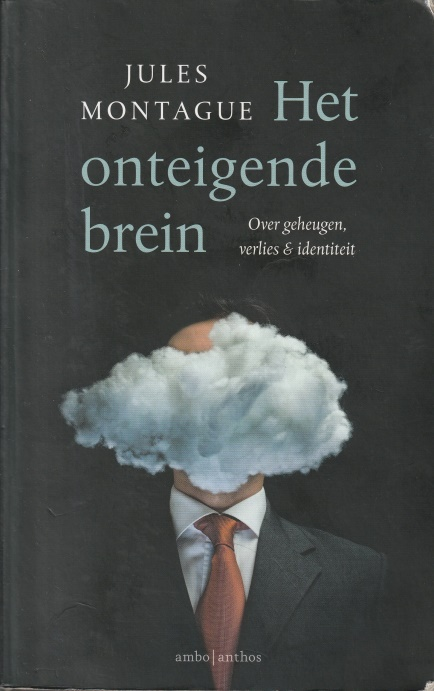 JULES
MONTAGUE
Het
onteigende
brein
Over geheugen,
verlies & identiteit
ambo|anthos